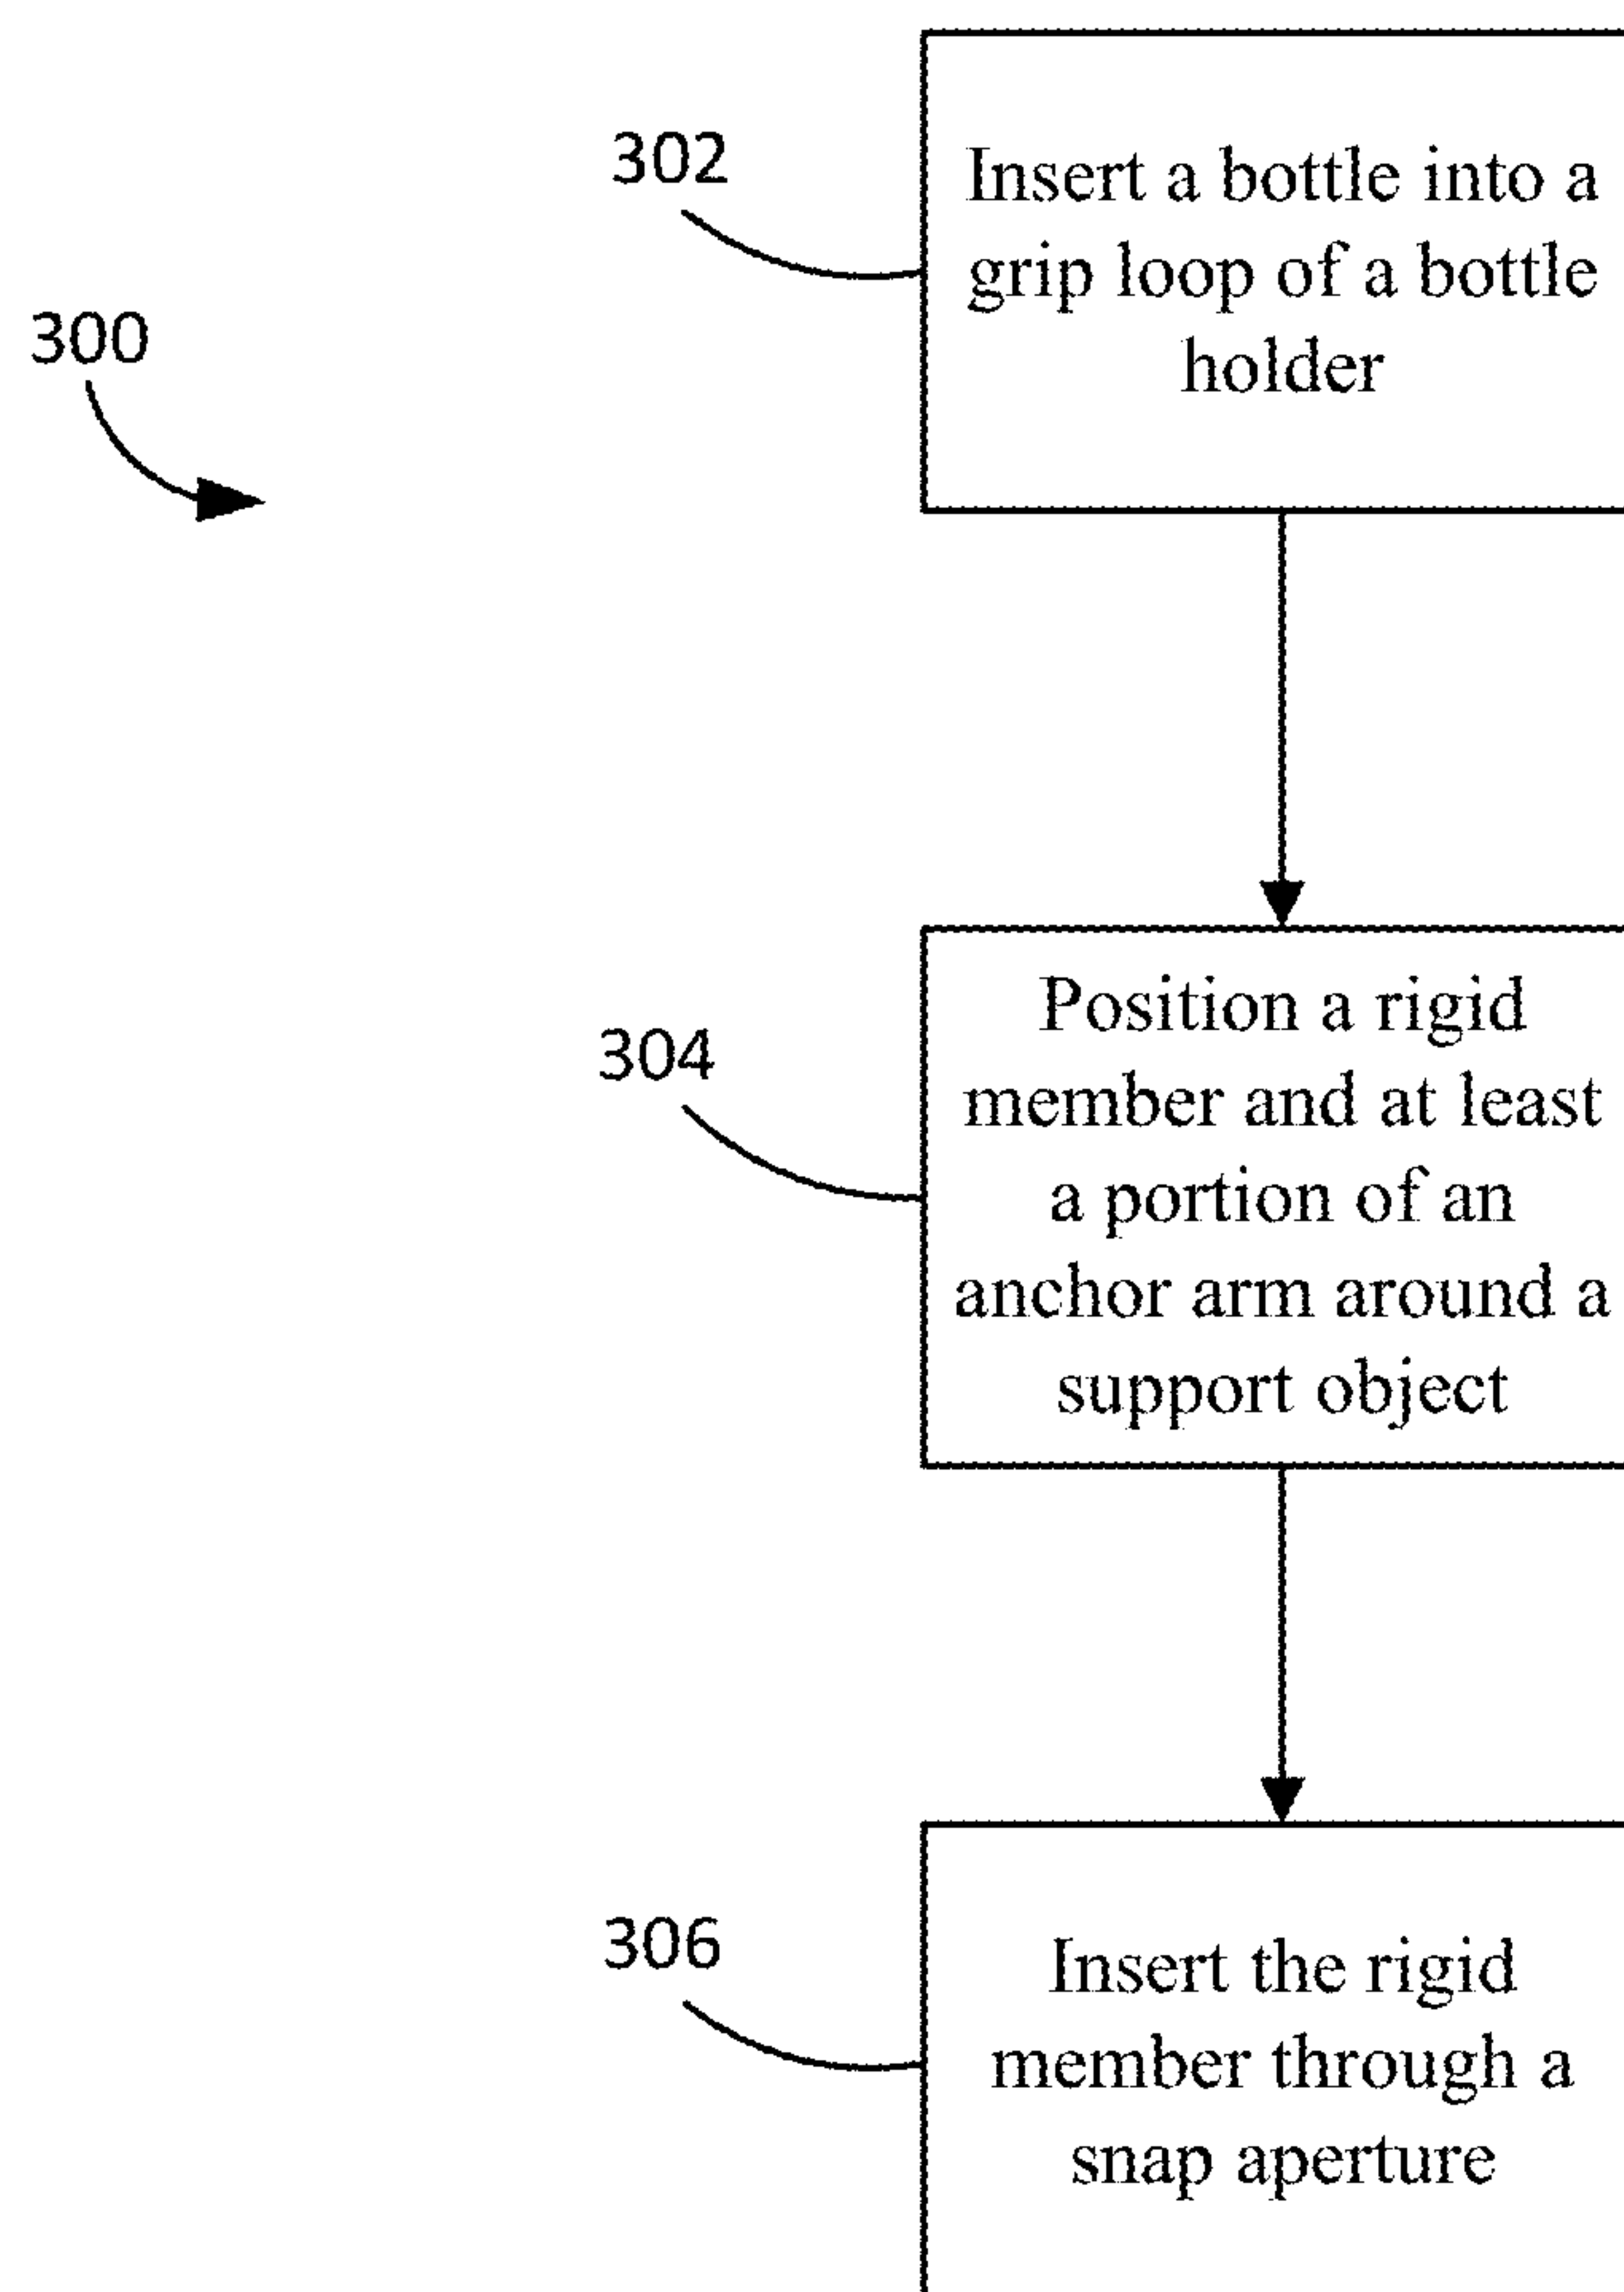 302
Insert a bottle into a
grip loop of a bottle
holder
300
304
Position a rigid
member and at least
a portion of an
anchor arm around a
support object
306
Insert the rigid
member through a
snap aperture